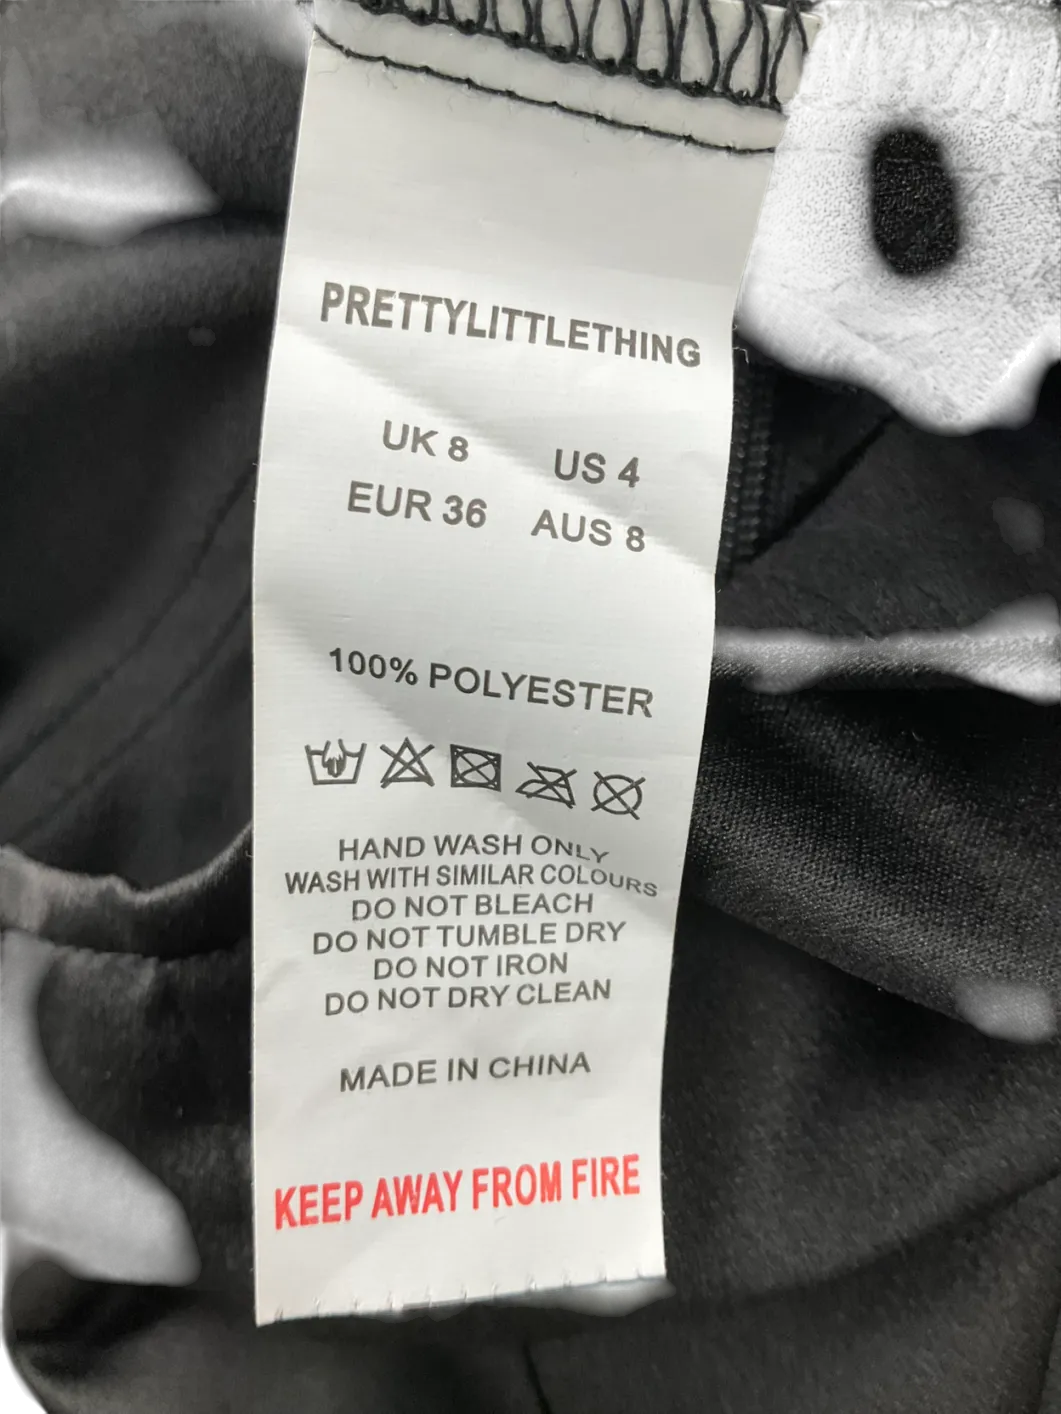 PRETTYLITTLETHING
UK 8 US 4
EUR 36 AUS 8
100% POLYESTER
HAND WASH ONLY
WASH WITH SIMILAR COLOURS
DO NOT BLEACH
DO NOT TUMBLE DRY
DO NOT IRON
DO NOT DRY CLEAN
MADE IN CHINA
KEEP AWAY FROM FIRE